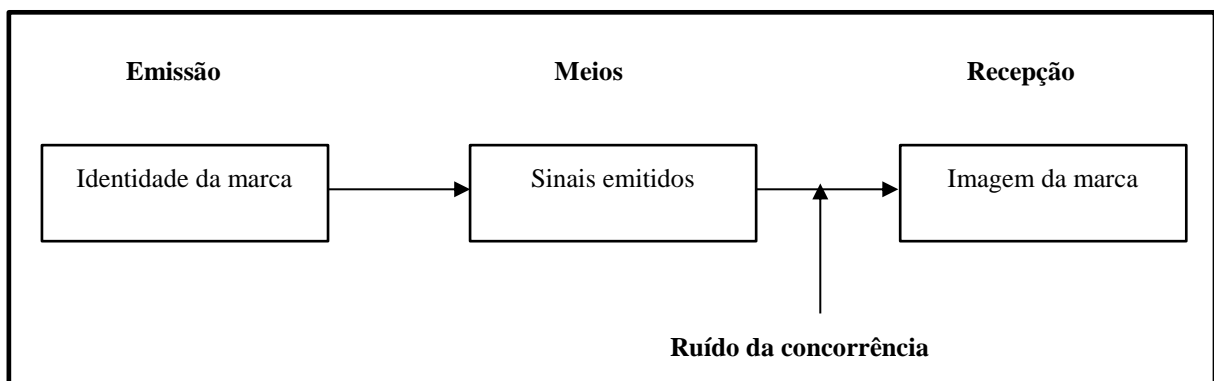 Emissão
Meios
Recepção
Identidade da marca
Sinais emitidos
Imagem da marca
Ruído da concorrência